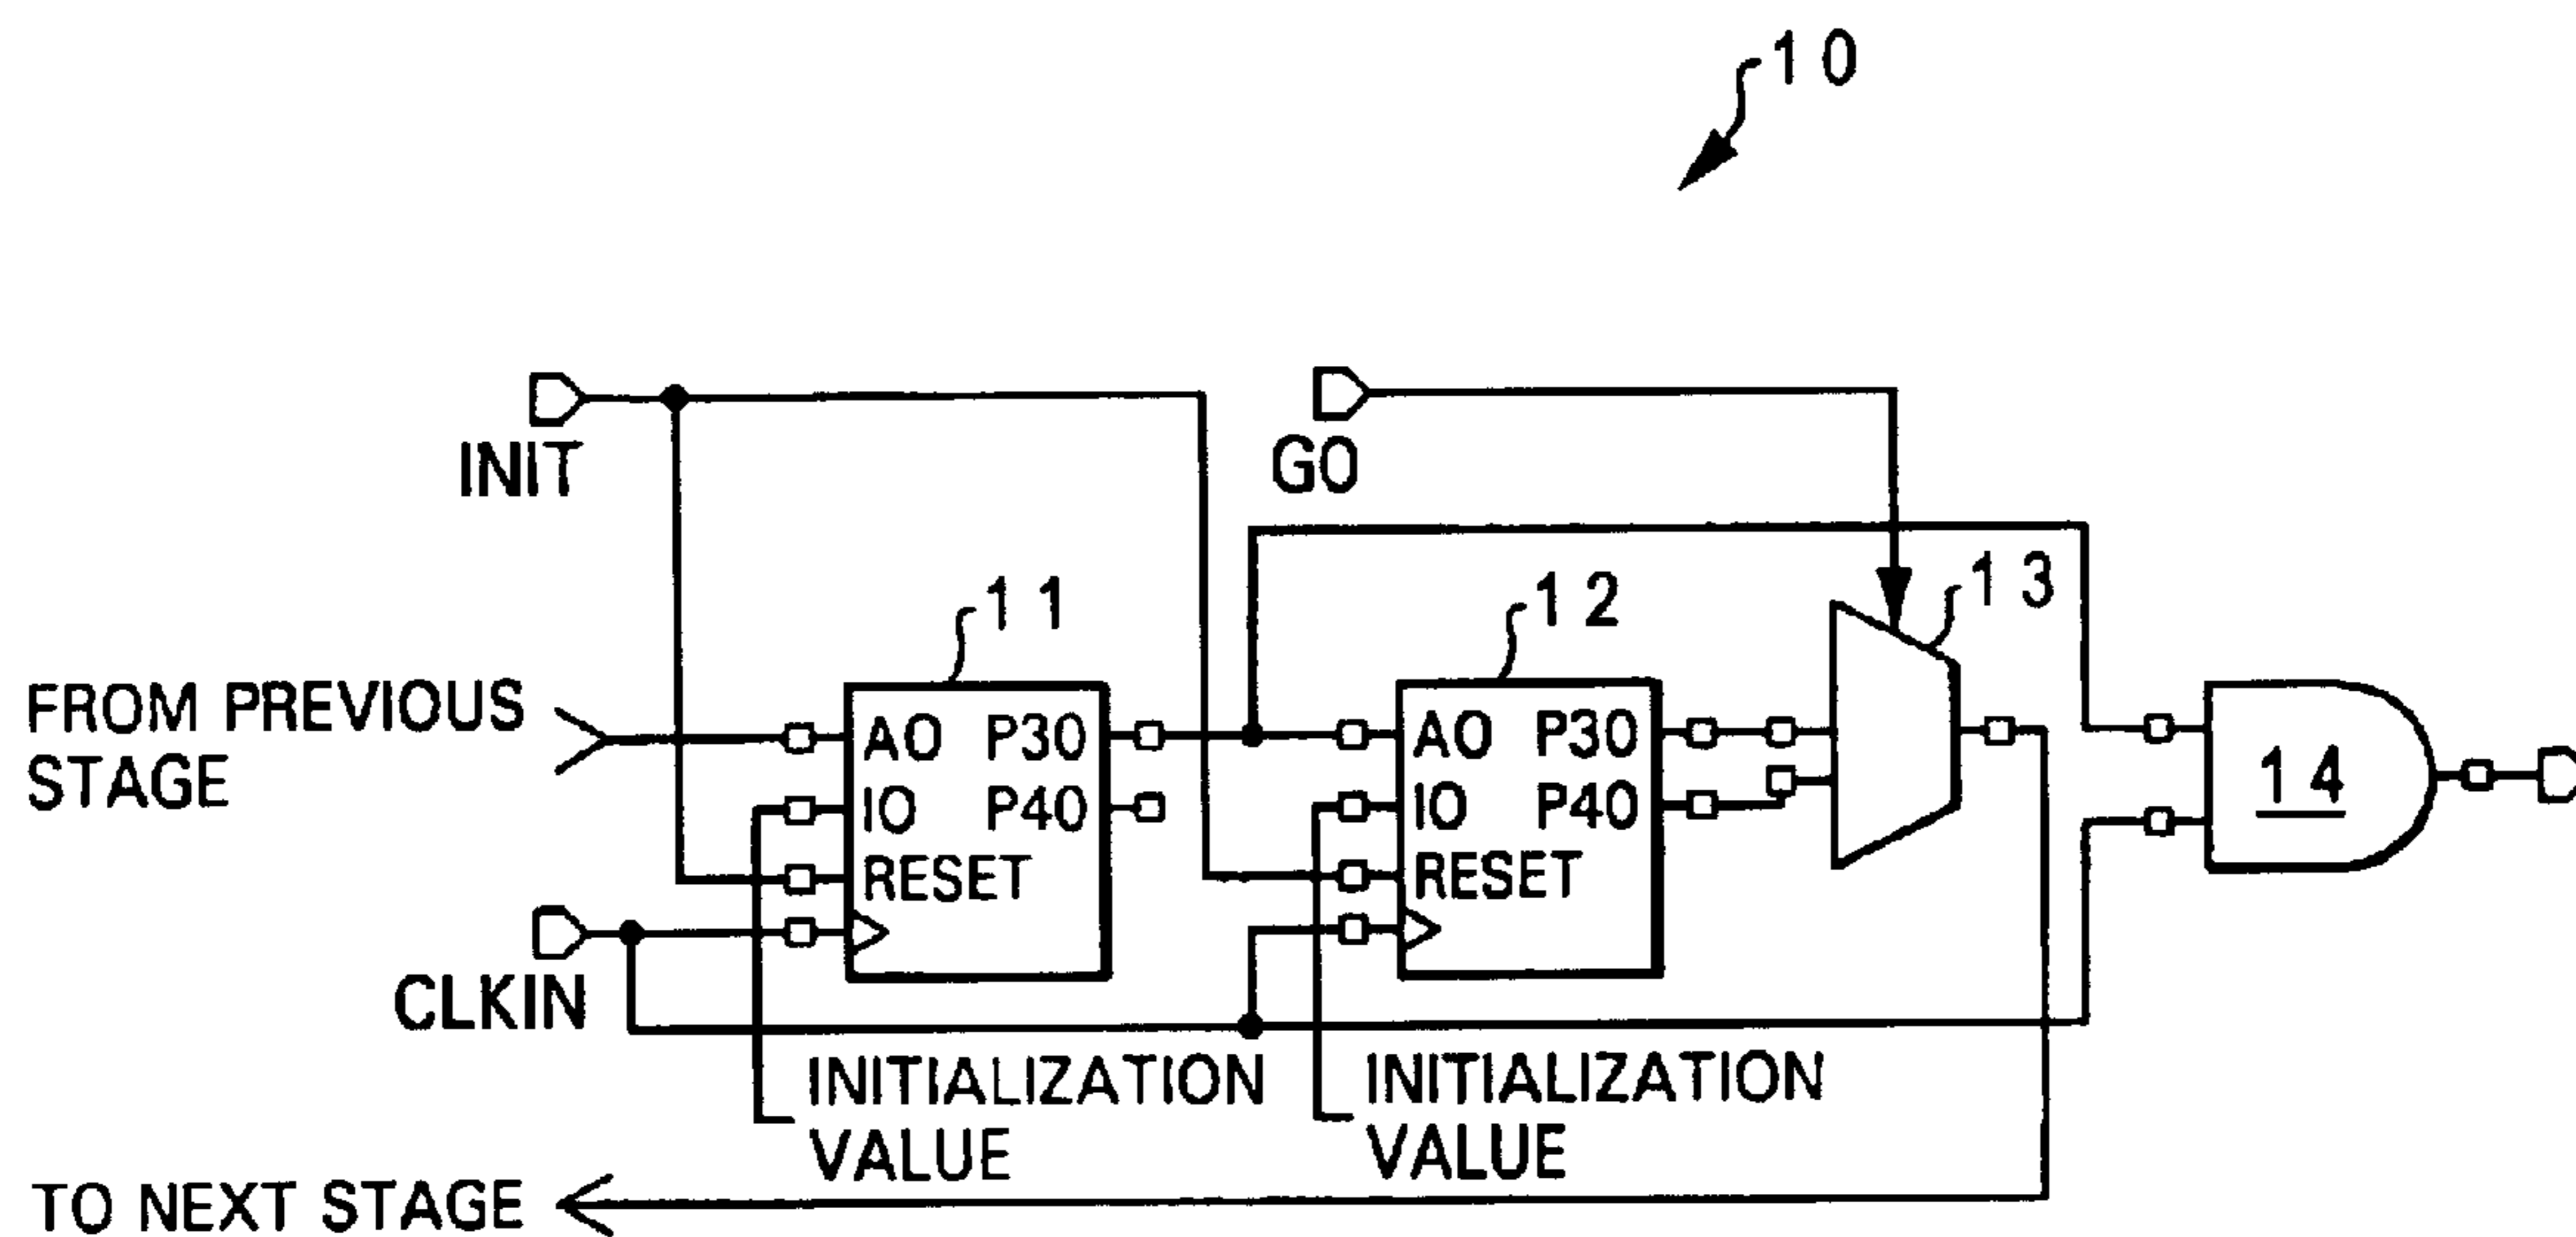 10
INIT
GO
11
12
13
FROM PREVIOUS
STAGE
AO P30
IO P40
RESET
AO P30
IO P40
RESET
14
CLKIN
INITIALIZATION
VALUE
INITIALIZATION
VALUE
TO NEXT STAGE